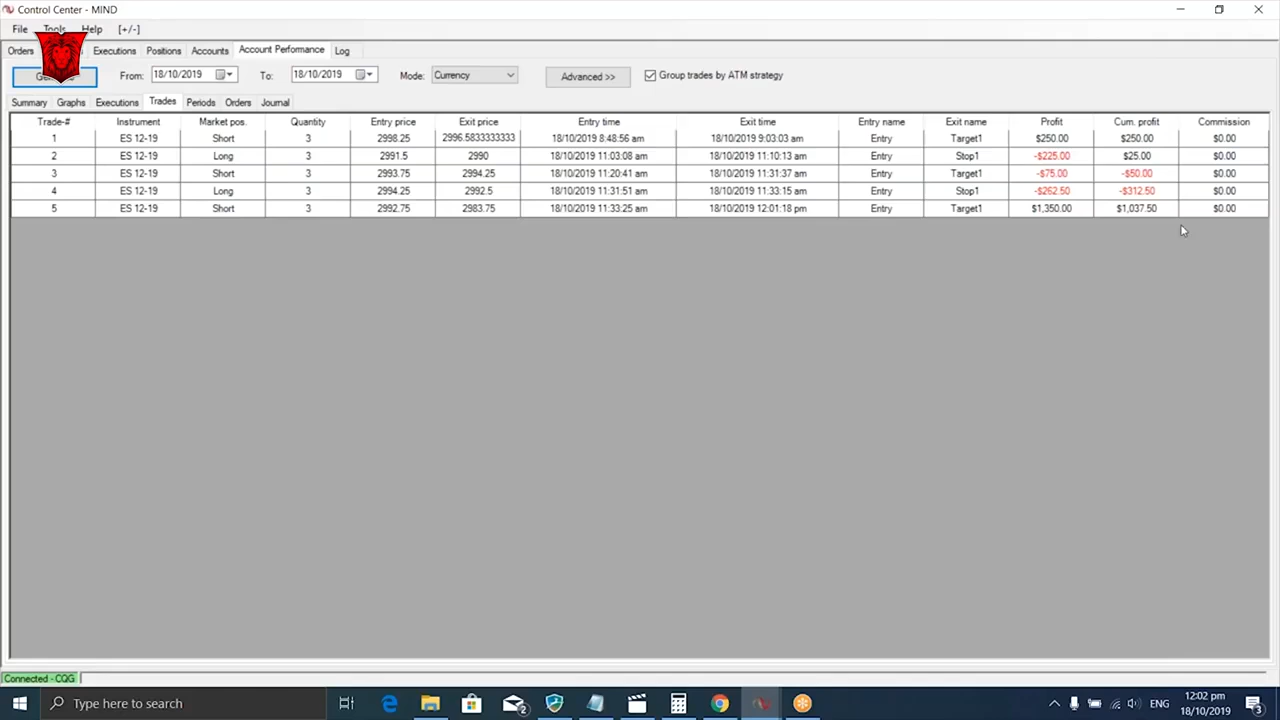 Control Center - MIND
File Tools Help [+/-]
Orders Executions Positions Accounts Account Performance Log
From: 18/10/2019 To: 18/10/2019 Mode: Currency Advanced >> Group trades by ATM strategy
Summary Graphs Executions Trades Periods Orders Journal
Trade-# Instrument Market pos. Quantity Entry price Exit price Entry time Exit time Entry name Exit name Profit Cum. profit Commission
1 ES 12-19 Short 3 2998.25 2996.5833333333 18/10/2019 8:48:56 am 18/10/2019 9:03:03 am Entry Target1 $250.00 $250.00 $0.00
2 ES 12-19 Long 3 2991.5 2990 18/10/2019 11:03:08 am 18/10/2019 11:10:13 am Entry Stop1 -$225.00 $25.00 $0.00
3 ES 12-19 Short 3 2993.75 2994.25 18/10/2019 11:20:41 am 18/10/2019 11:31:37 am Entry Target1 -$75.00 -$50.00 $0.00
4 ES 12-19 Long 3 2994.25 2992.5 18/10/2019 11:31:51 am 18/10/2019 11:33:15 am Entry Stop1 -$262.50 -$312.50 $0.00
5 ES 12-19 Short 3 2992.75 2983.75 18/10/2019 11:33:25 am 18/10/2019 12:01:18 pm Entry Target1 $1,350.00 $1,037.50 $0.00
Connected - CQG
Type here to search 2 ENG 12:02 pm 3
18/10/2019